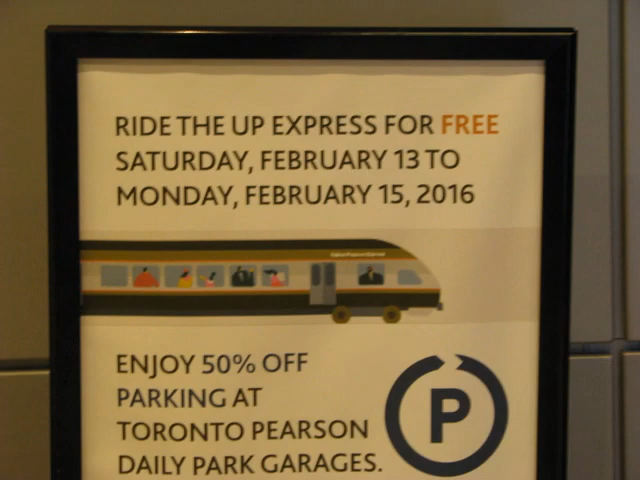 RIDE THE UP EXPRESS FOR FREE
SATURDAY, FEBRUARY 13 TO
MONDAY, FEBRUARY 15, 2016
ENJOY 50% OFF
PARKING AT
TORONTO PEARSON
DAILY PARK GARAGES.
P